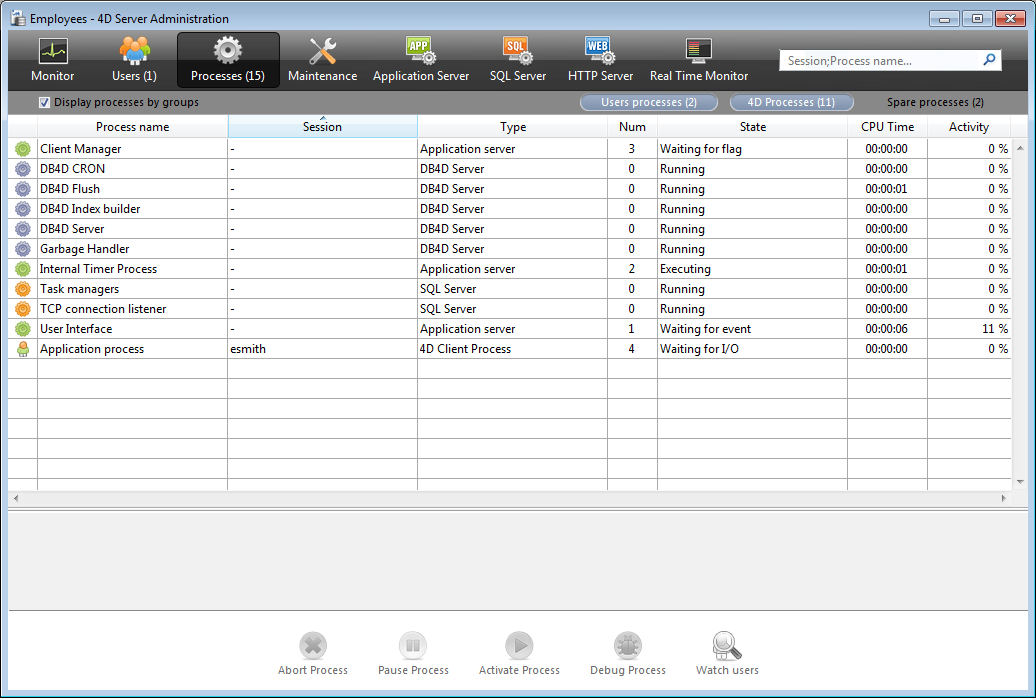 Employees - 4D Server Administration
Monitor Users (1) Processes (15) Maintenance APP Application Server SQL SQL Server WEB HTTP Server Real Time Monitor Session;Process name...
Display processes by groups Users processes (2) 4D Processes (11) Spare processes (2)
Process name Session Type Num State CPU Time Activity
Client Manager - Application server 3 Waiting for flag 00:00:00 0 %
DB4D CRON - DB4D Server 0 Running 00:00:00 0 %
DB4D Flush - DB4D Server 0 Running 00:00:01 0 %
DB4D Index builder - DB4D Server 0 Running 00:00:00 0 %
DB4D Server - DB4D Server 0 Running 00:00:00 0 %
Garbage Handler - DB4D Server 0 Running 00:00:00 0 %
Internal Timer Process - Application server 2 Executing 00:00:01 0 %
Task managers - SQL Server 0 Running 00:00:00 0 %
TCP connection listener - SQL Server 0 Running 00:00:00 0 %
User Interface - Application server 1 Waiting for event 00:00:06 11 %
Application process esmith 4D Client Process 4 Waiting for I/O 00:00:00 0 %
Abort Process Pause Process Activate Process Debug Process Watch users